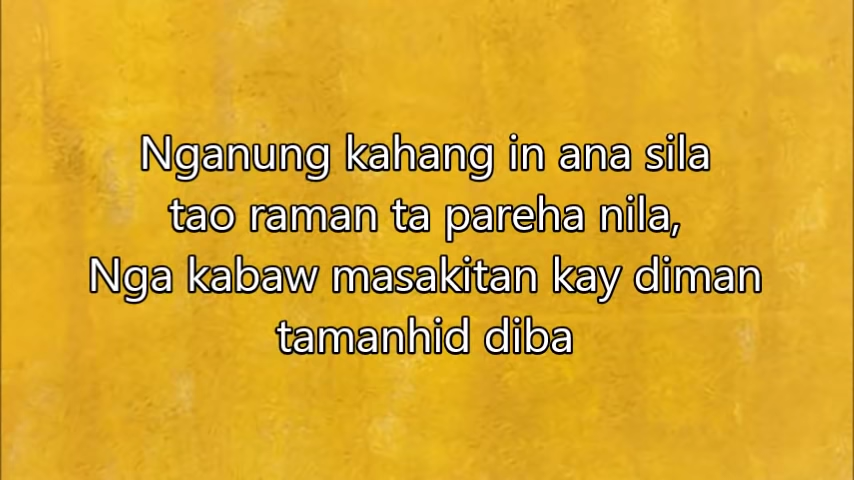 Nganung kahang in ana sila
tao raman ta pareha nila,
Nga kabaw masakitan kay diman
tamanhid diba